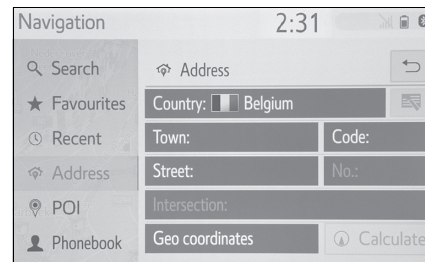 Navigation 2:31
Search
Favourites
Recent
Address
POI
Phonebook
Address
Country: Belgium
Town: Code:
Street: No.:
Intersection:
Geo coordinates Calculate